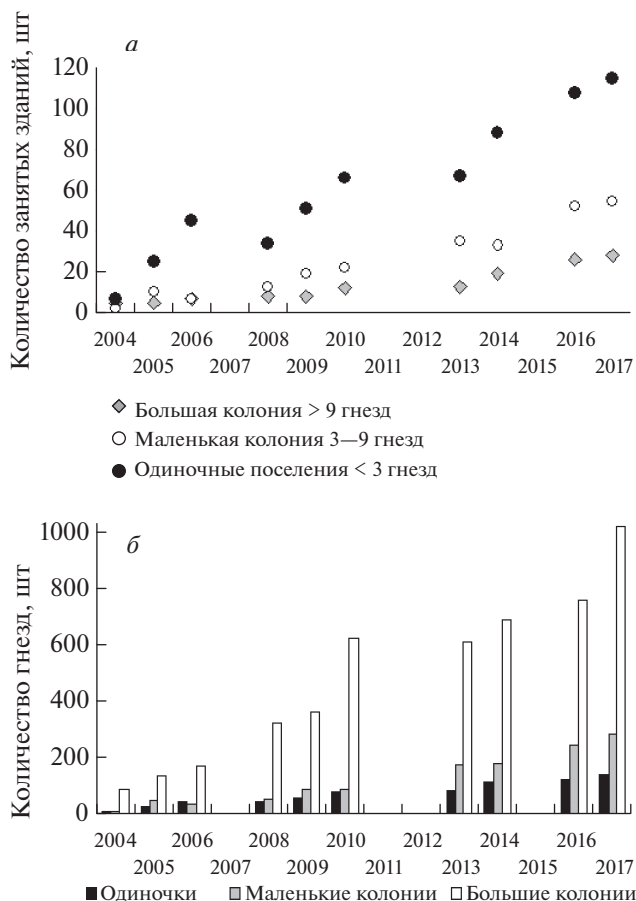 а
Количество занятых зданий, шт
120
100
80
60
40
20
0
2004 2006 2008 2010 2012 2014 2016
2005 2007 2009 2011 2013 2015 2017
Большая колония > 9 гнезд
Маленькая колония 3—9 гнезд
Одиночные поселения < 3 гнезд
б
Количество гнезд, шт
1000
800
600
400
200
0
2004 2006 2008 2010 2012 2014 2016
2005 2007 2009 2011 2013 2015 2017
Одиночки Маленькие колонии Большие колонии